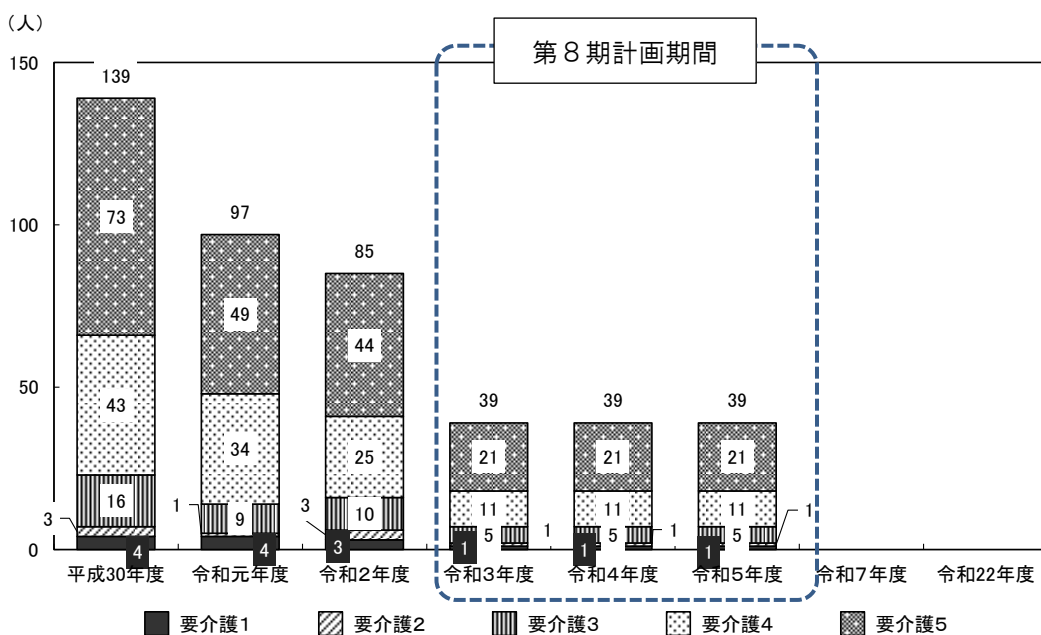 （人）
第８期計画期間
150
139
73
100
97
85
49
44
50
43
39
39
39
34
25
21
21
21
16
9
10
11
11
11
3
1
3
5
5
5
1
1
1
0
4
4
3
1
1
1
平成30年度
令和元年度
令和２年度
令和３年度
令和４年度
令和５年度
令和７年度
令和22年度
要介護１
要介護２
要介護３
要介護４
要介護５